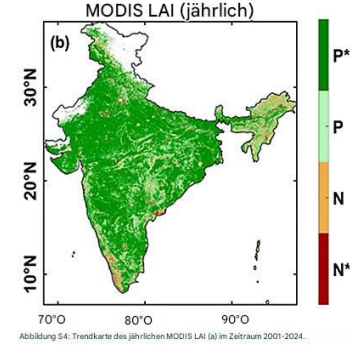 MODIS LAI (jährlich)
(b)
30°N
20°N
10°N
70°O
80°O
90°O
P*
P
N
N*
Abbildung S4: Trendkarte des jährlichen MODIS LAI (a) im Zeitraum 2001-2024.